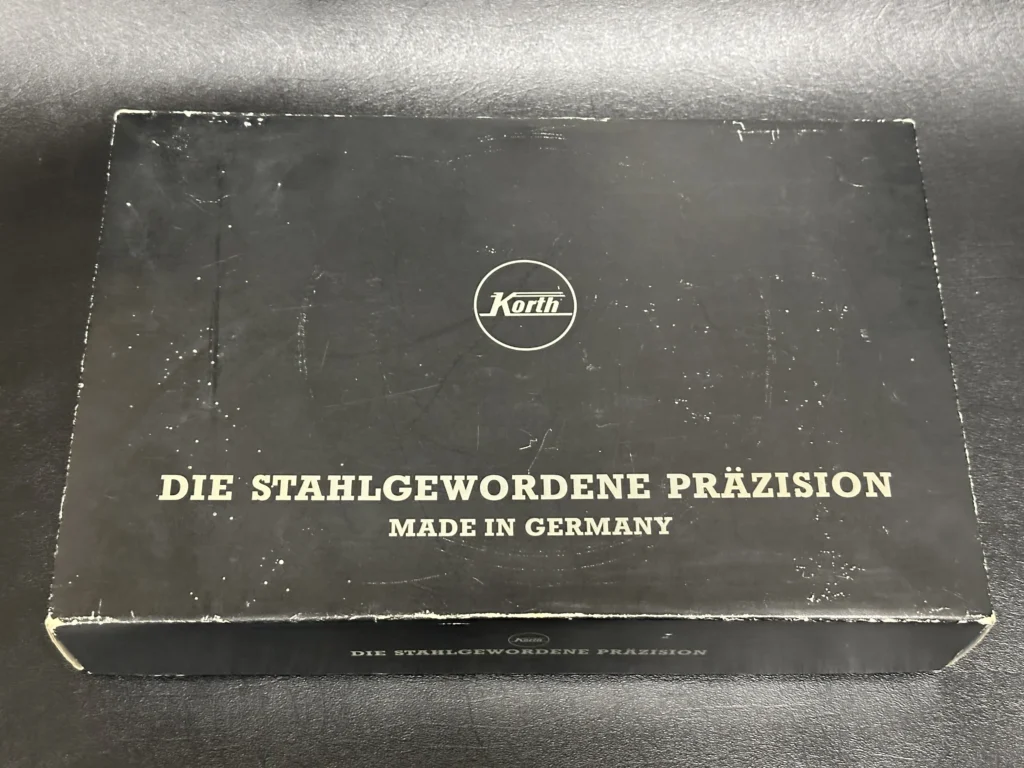 Korth
DIE STAHLGEWORDENE PRÄZISION
MADE IN GERMANY
Korth
DIE STAHLGEWORDENE PRÄZISION